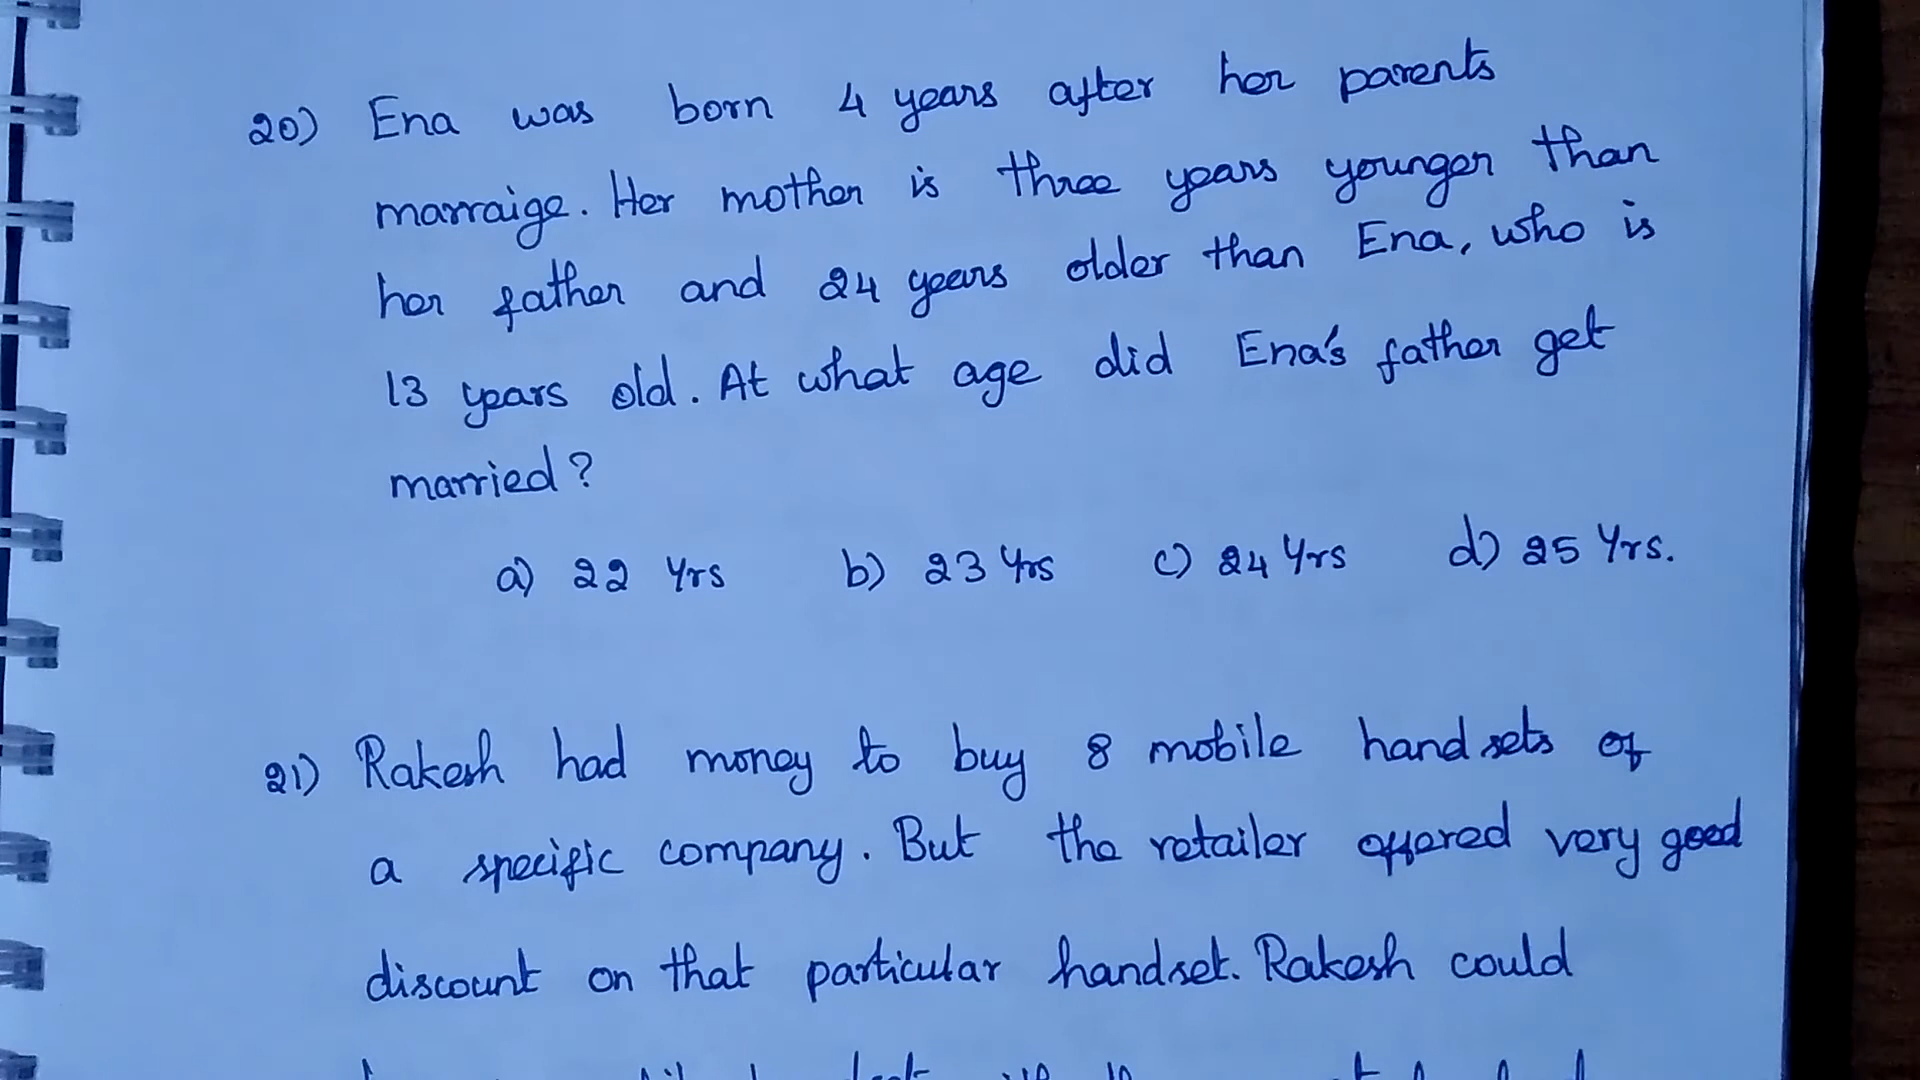 20) Ena was born 4 years after her parents
marraige. Her mother is three years younger than
her father and 24 years older than Ena, who is
13 years old. At what age did Ena's father get
married?
a) 22 Yrs b) 23 Yrs c) 24 Yrs d) 25 Yrs.
21) Rakesh had money to buy 8 mobile handsets of
a specific company. But the retailer offered very good
discount on that particular handset. Rakesh could